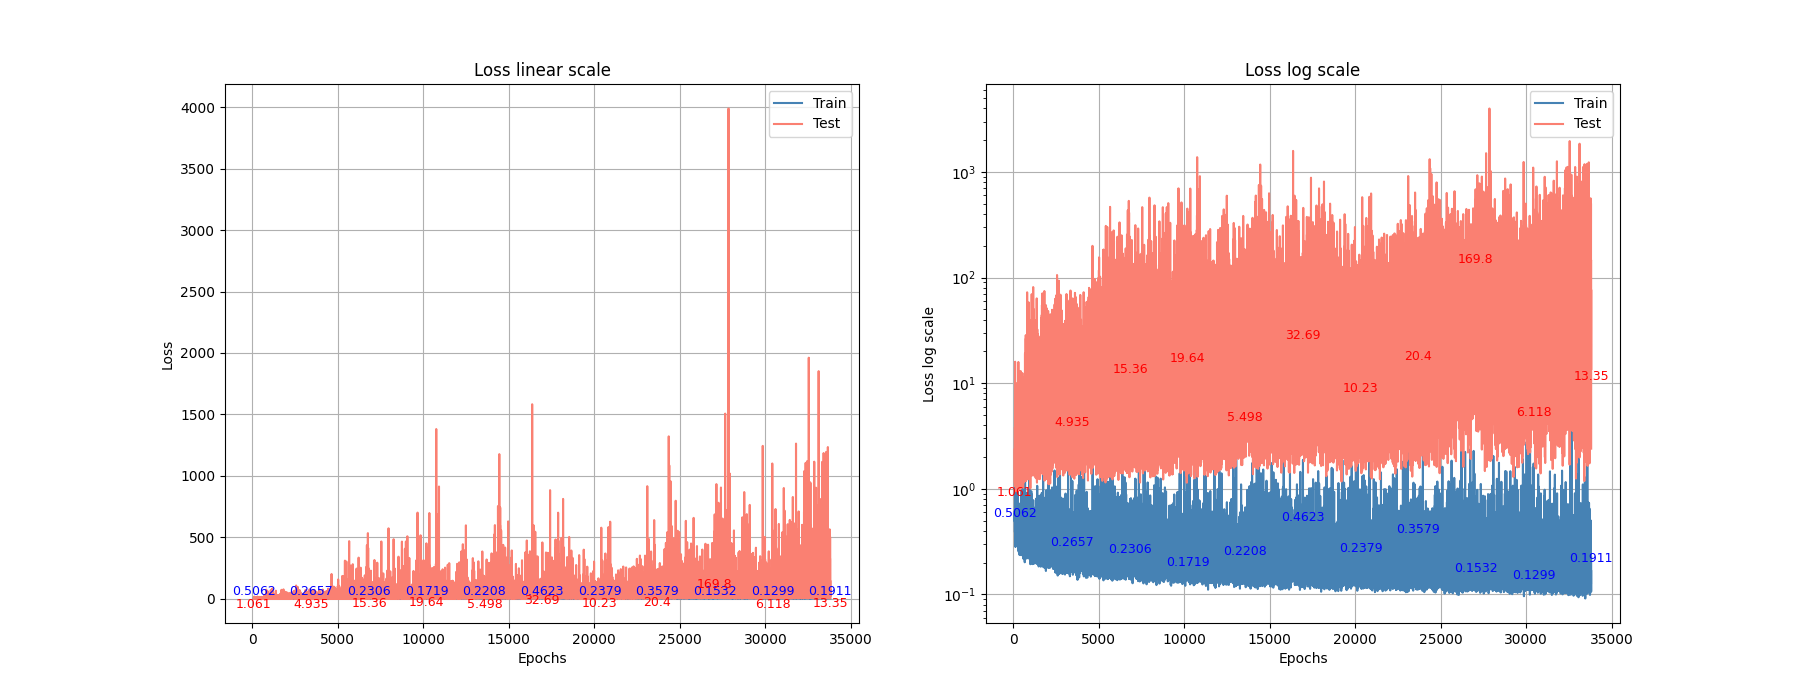 Loss linear scale
Loss
4000
3500
3000
2500
2000
1500
1000
500
0
Train
Test
169.8
0.5062 0.2657 0.2306 0.1719 0.2208 0.4623 0.2379 0.3579 0.1532 0.1299 0.1911
1.061 4.935 15.36 19.64 5.498 32.69 10.23 20.4 6.118 13.35
0 5000 10000 15000 20000 25000 30000 35000
Epochs
Loss log scale
Loss log scale
10³
10²
10¹
10⁰
10⁻¹
Train
Test
169.8
32.69
19.64 20.4
15.36 13.35
10.23
4.935 5.498 6.118
1.061
0.5062 0.4623
0.3579
0.2657 0.2306 0.2208 0.2379
0.1719 0.1911
0.1532 0.1299
0 5000 10000 15000 20000 25000 30000 35000
Epochs